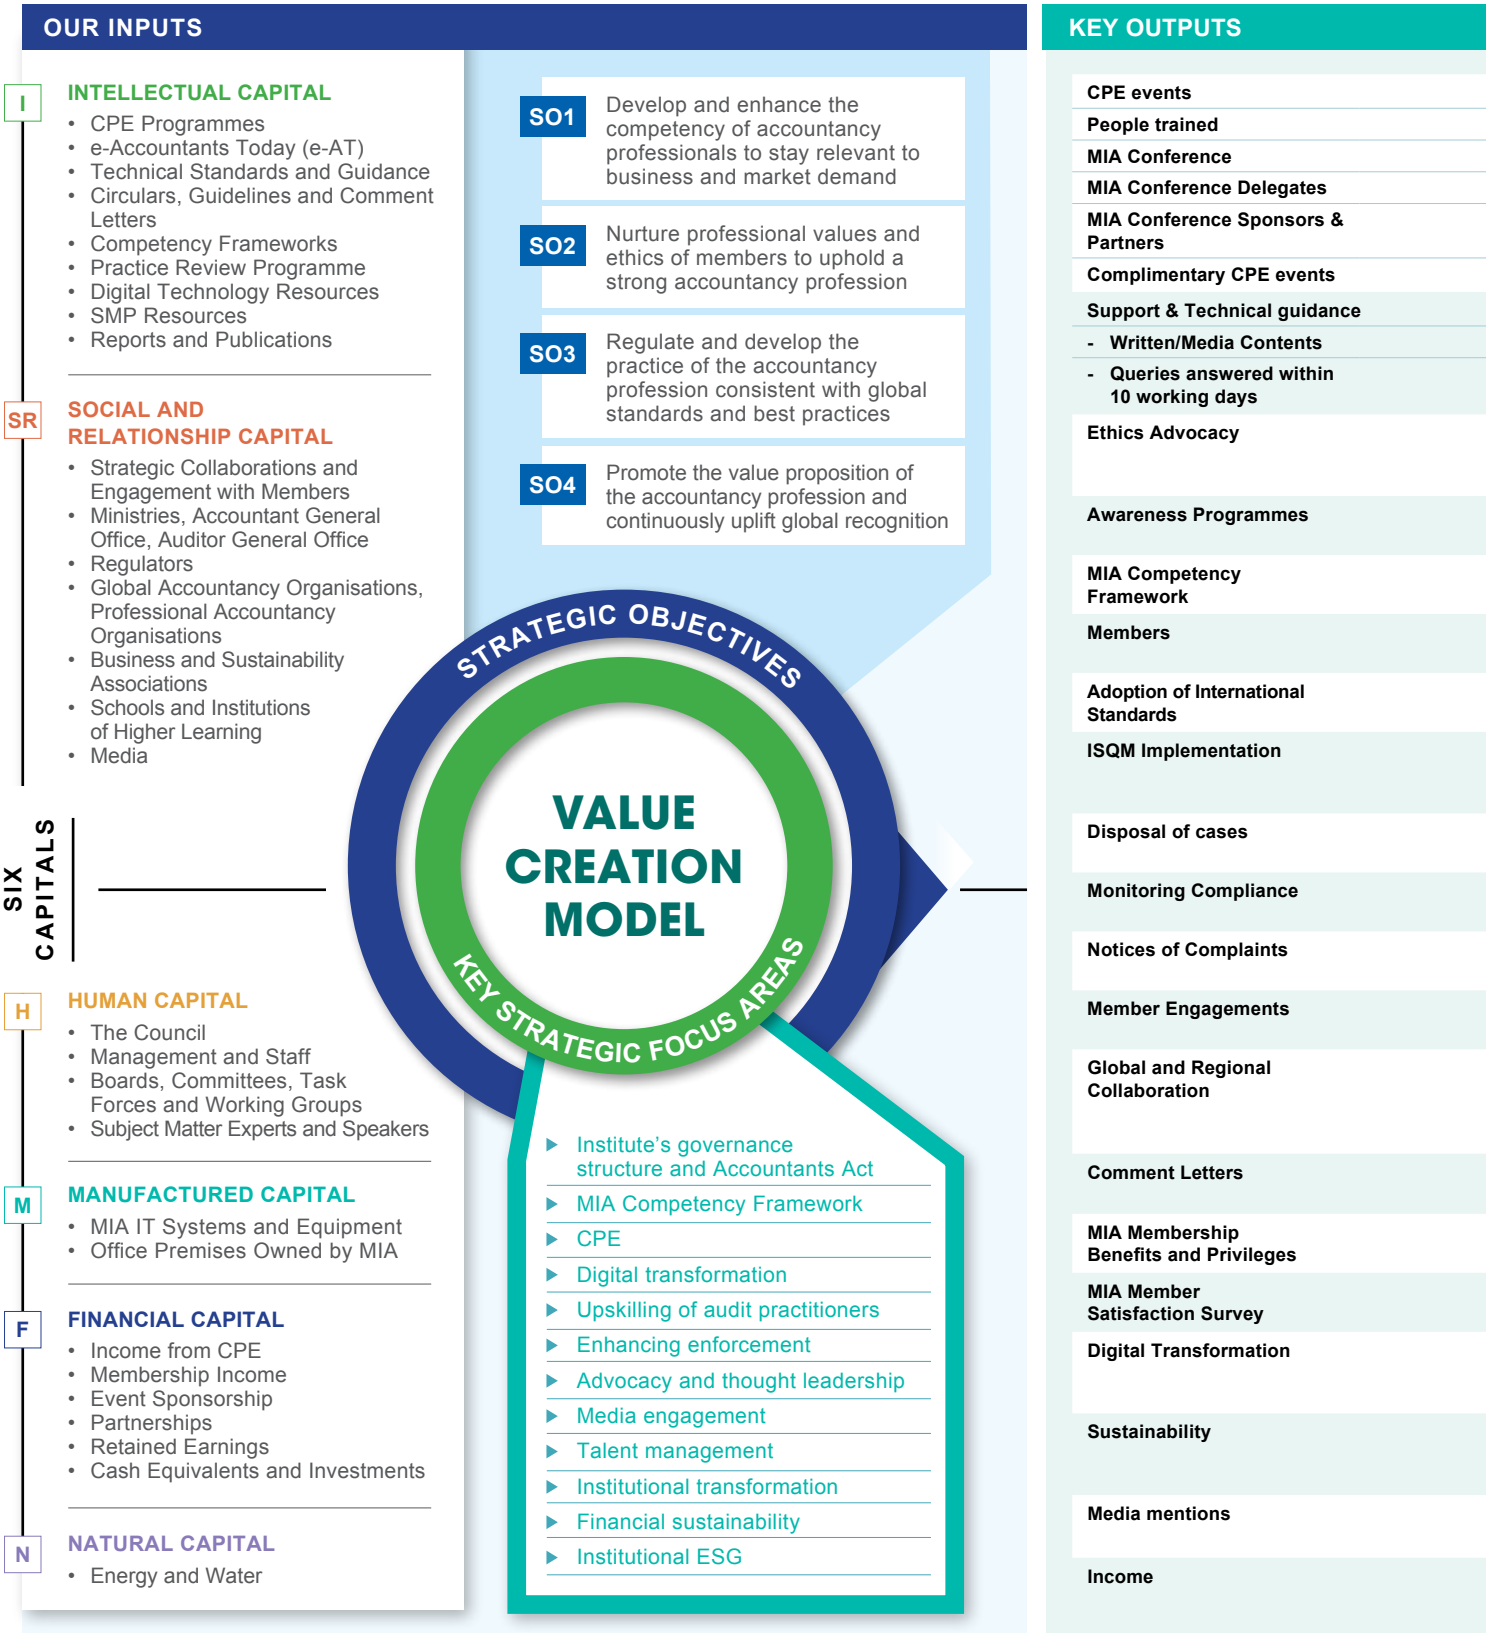 OUR INPUTS
I
INTELLECTUAL CAPITAL
• CPE Programmes
• e-Accountants Today (e-AT)
• Technical Standards and Guidance
• Circulars, Guidelines and Comment
Letters
• Competency Frameworks
• Practice Review Programme
• Digital Technology Resources
• SMP Resources
• Reports and Publications
SR
SOCIAL AND
RELATIONSHIP CAPITAL
• Strategic Collaborations and
Engagement with Members
• Ministries, Accountant General
Office, Auditor General Office
• Regulators
• Global Accountancy Organisations,
Professional Accountancy
Organisations
• Business and Sustainability
Associations
• Schools and Institutions
of Higher Learning
• Media
SIX
CAPITALS
H
HUMAN CAPITAL
• The Council
• Management and Staff
• Boards, Committees, Task
Forces and Working Groups
• Subject Matter Experts and Speakers
M
MANUFACTURED CAPITAL
• MIA IT Systems and Equipment
• Office Premises Owned by MIA
F
FINANCIAL CAPITAL
• Income from CPE
• Membership Income
• Event Sponsorship
• Partnerships
• Retained Earnings
• Cash Equivalents and Investments
N
NATURAL CAPITAL
• Energy and Water
SO1
Develop and enhance the
competency of accountancy
professionals to stay relevant to
business and market demand
SO2
Nurture professional values and
ethics of members to uphold a
strong accountancy profession
SO3
Regulate and develop the
practice of the accountancy
profession consistent with global
standards and best practices
SO4
Promote the value proposition of
the accountancy profession and
continuously uplift global recognition
STRATEGIC OBJECTIVES
VALUE
CREATION
MODEL
KEY STRATEGIC FOCUS AREAS
Institute's governance
structure and Accountants Act
MIA Competency Framework
CPE
Digital transformation
Upskilling of audit practitioners
Enhancing enforcement
Advocacy and thought leadership
Media engagement
Talent management
Institutional transformation
Financial sustainability
Institutional ESG
KEY OUTPUTS
CPE events
People trained
MIA Conference
MIA Conference Delegates
MIA Conference Sponsors &
Partners
Complimentary CPE events
Support & Technical guidance
- Written/Media Contents
- Queries answered within
10 working days
Ethics Advocacy
Awareness Programmes
MIA Competency
Framework
Members
Adoption of International
Standards
ISQM Implementation
Disposal of cases
Monitoring Compliance
Notices of Complaints
Member Engagements
Global and Regional
Collaboration
Comment Letters
MIA Membership
Benefits and Privileges
MIA Member
Satisfaction Survey
Digital Transformation
Sustainability
Media mentions
Income